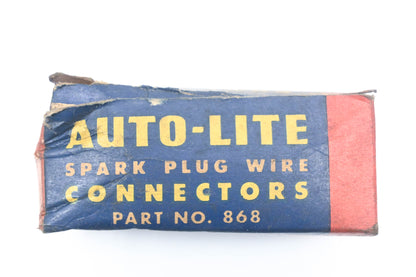 AUTO-LITE
SPARK PLUG WIRE
CONNECTORS
PART NO. 868